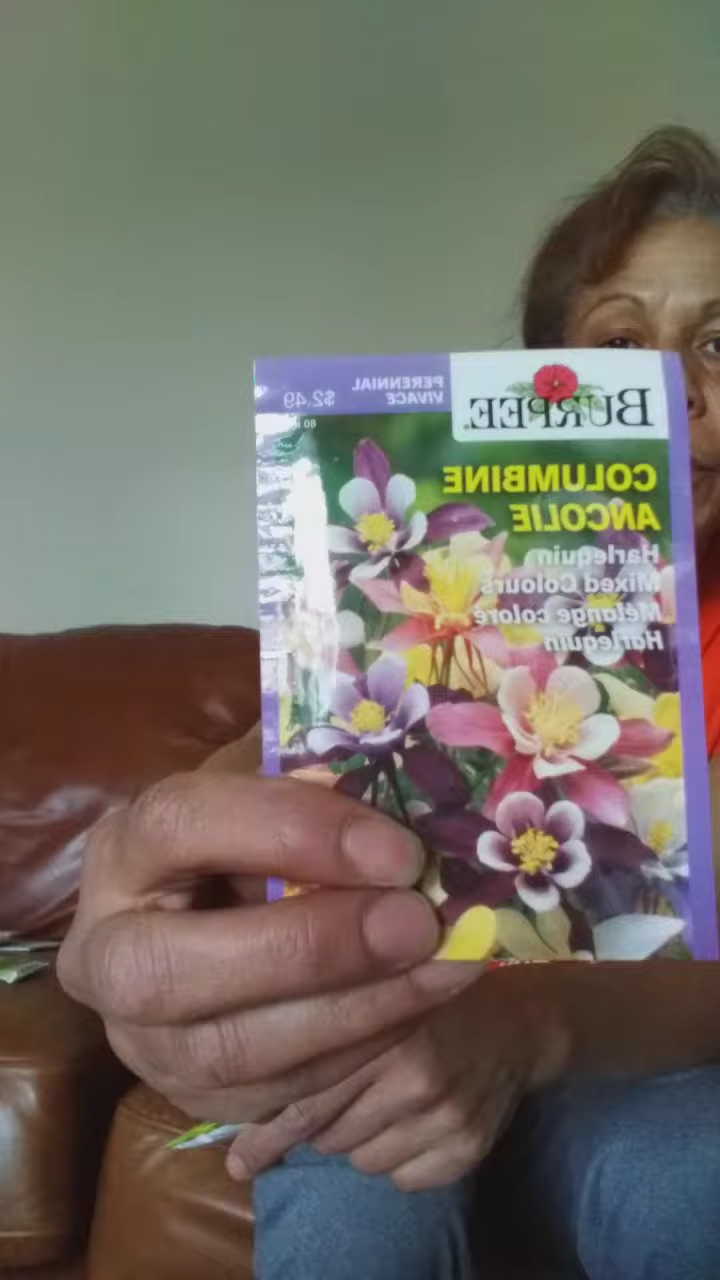 BURPEE
PERENNIAL
VIVACE
$2.49
COLUMBINE
ANCOLIE
Harlequin
Mixed Colours
Mélange coloré
Harlequin